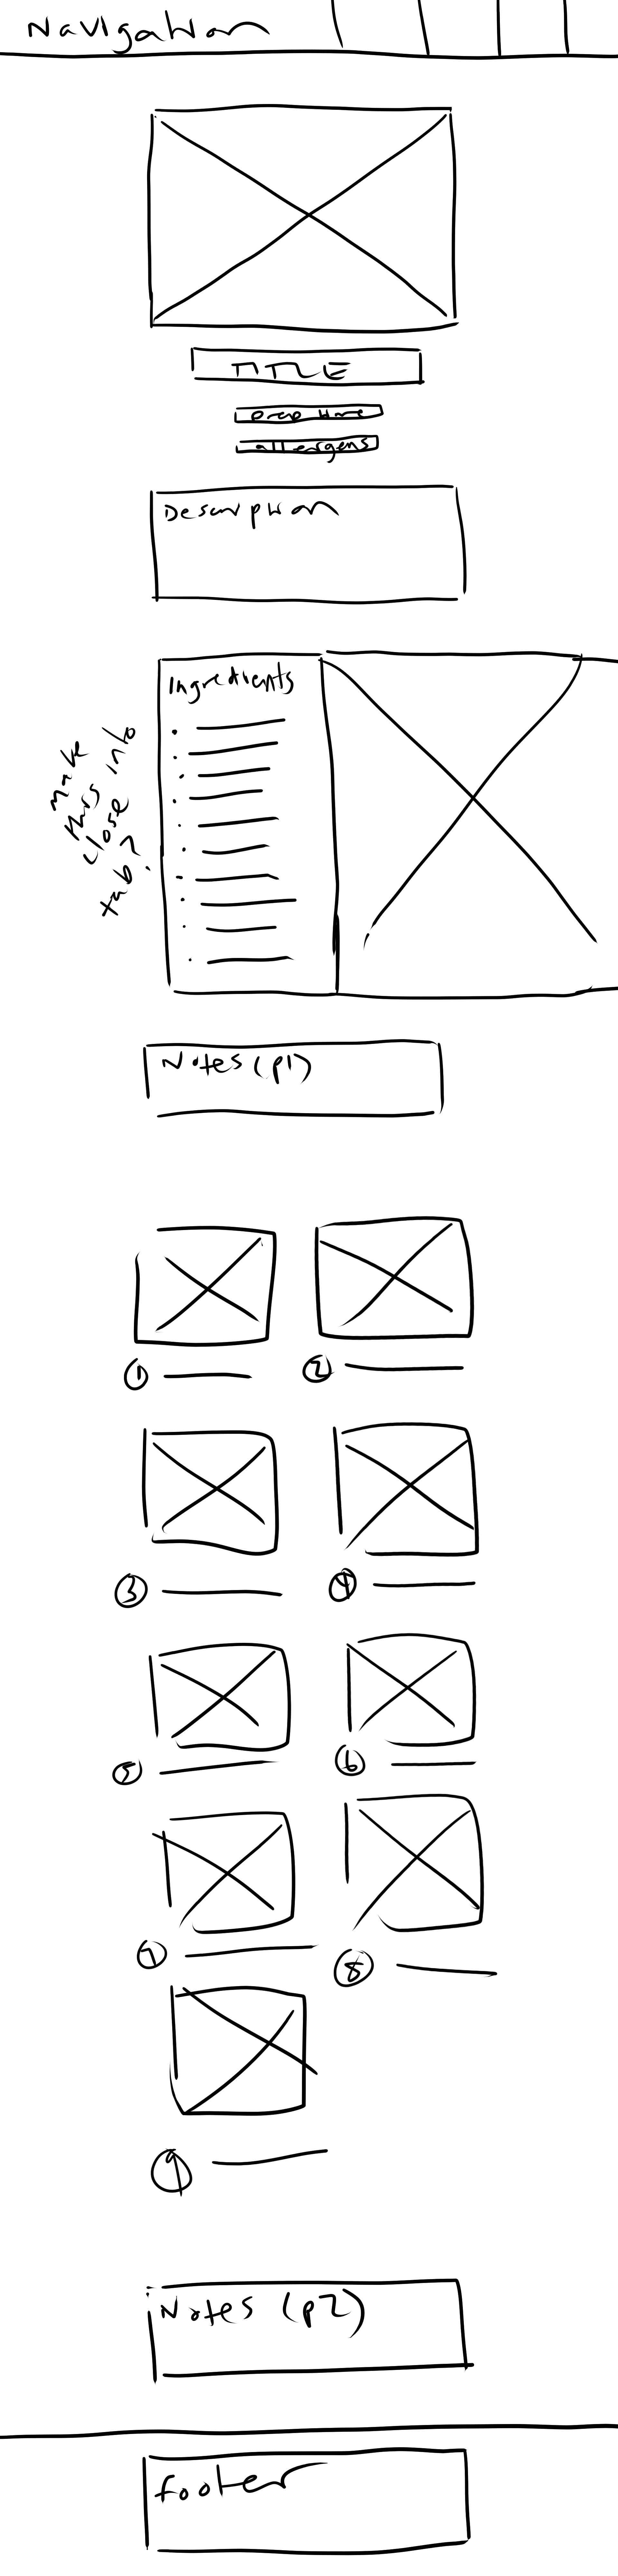 Navigation
TITLE
prep time
allergens
Description
Ingredients
make
this into
close
tab?
Notes (p1)
1
2
3
4
5
6
7
8
9
Notes (p2)
footer